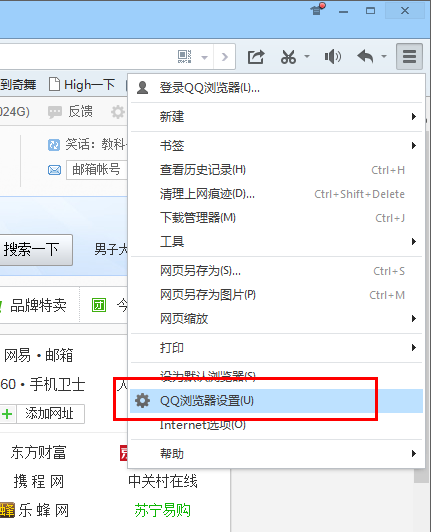 到奇舞 High一下
登录QQ浏览器(L)...
024G) 反馈
新建
笑话：教科
书签
邮箱帐号
查看历史记录(H) Ctrl+H
清理上网痕迹(D)... Ctrl+Shift+Delete
下载管理器(M) Ctrl+J
搜索一下 男子大
工具
网页另存为(S)... Ctrl+S
网页另存为图片(P) Ctrl+M
品牌特卖 团 今
网页缩放
打印
网易 • 邮箱
设为默认浏览器(S)
60 • 手机卫士 人
QQ浏览器设置(U)
添加网址
Internet选项(O)
东方财富
帮助
携 程 网 中关村在线
蜂 乐 蜂 网 苏宁易购